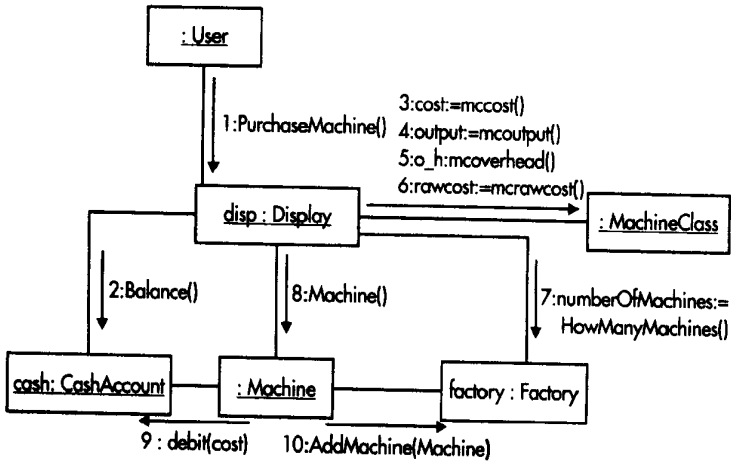 : User
1:PurchaseMachine()
3:cost:=mccost()
4:output:=mcoutput()
5:o_h:mcoverhead()
6:rawcost:=mcrawcost()
disp : Display
: MachineClass
2:Balance()
8:Machine()
7:numberOfMachines:=
HowManyMachines()
cash: CashAccount
: Machine
factory : Factory
9 : debit(cost)
10:AddMachine(Machine)